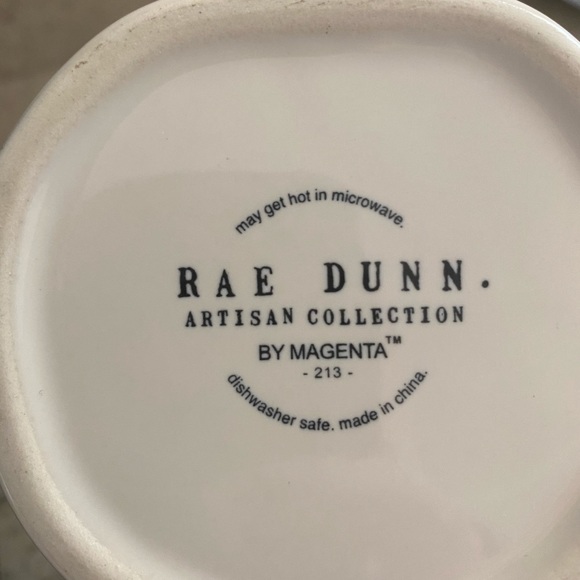 may get hot in microwave.
RAE DUNN.
ARTISAN COLLECTION
BY MAGENTA™
- 213 -
dishwasher safe. made in china.